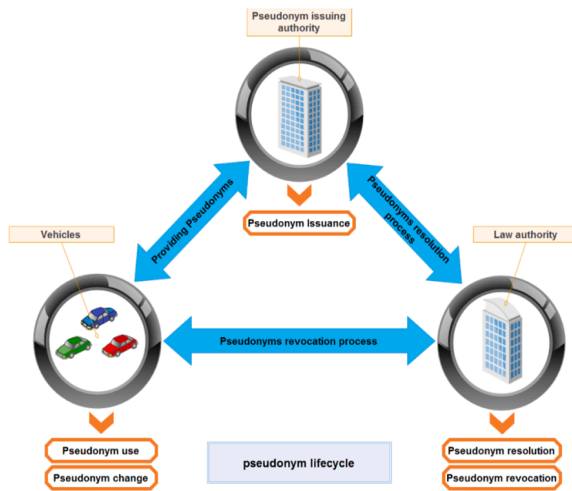 Pseudonym issuing
authority
Providing Pseudonyms
Pseudonyms resolution
process
Pseudonym Issuance
Vehicles
Law authority
Pseudonyms revocation process
Pseudonym use
Pseudonym change
pseudonym lifecycle
Pseudonym resolution
Pseudonym revocation